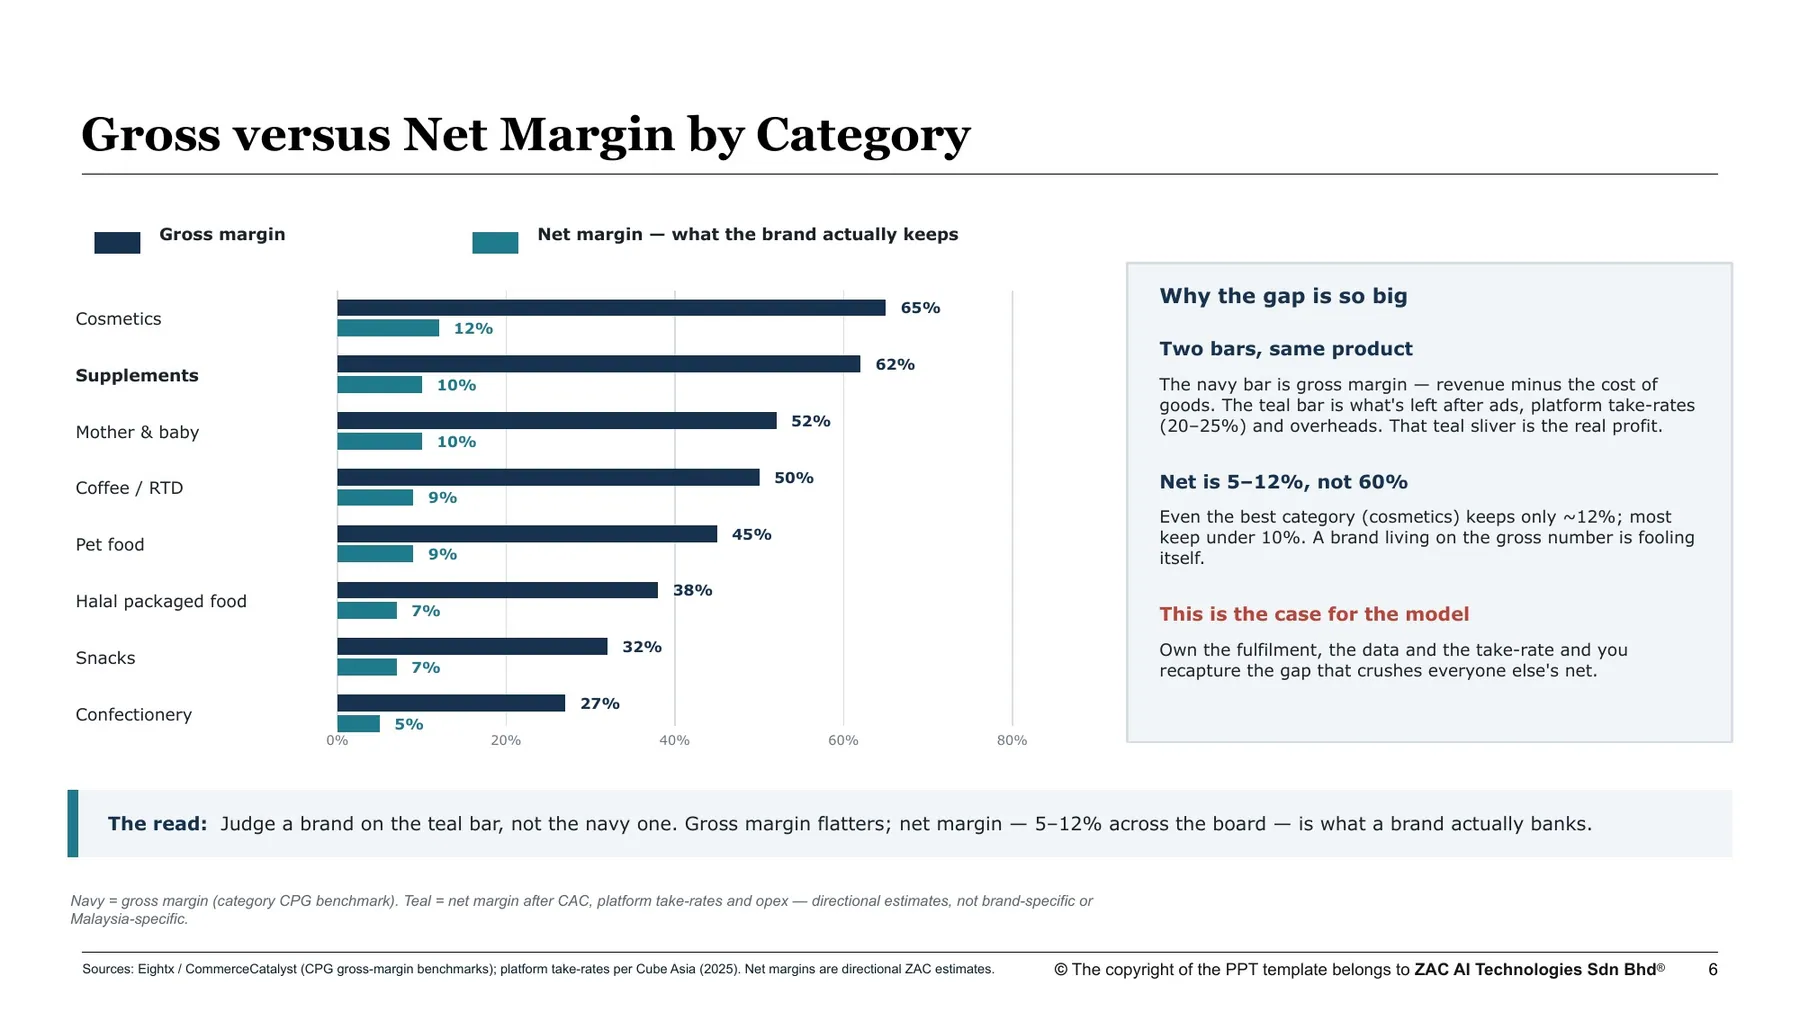 Gross versus Net Margin by Category
Gross margin
Net margin — what the brand actually keeps
Cosmetics
65%
12%
Supplements
62%
10%
Mother & baby
52%
10%
Coffee / RTD
50%
9%
Pet food
45%
9%
Halal packaged food
38%
7%
Snacks
32%
7%
Confectionery
27%
5%
0%
20%
40%
60%
80%
Why the gap is so big
Two bars, same product
The navy bar is gross margin — revenue minus the cost of
goods. The teal bar is what's left after ads, platform take-rates
(20–25%) and overheads. That teal sliver is the real profit.
Net is 5–12%, not 60%
Even the best category (cosmetics) keeps only ~12%; most
keep under 10%. A brand living on the gross number is fooling
itself.
This is the case for the model
Own the fulfilment, the data and the take-rate and you
recapture the gap that crushes everyone else's net.
The read: Judge a brand on the teal bar, not the navy one. Gross margin flatters; net margin — 5–12% across the board — is what a brand actually banks.
Navy = gross margin (category CPG benchmark). Teal = net margin after CAC, platform take-rates and opex — directional estimates, not brand-specific or
Malaysia-specific.
Sources: Eightx / CommerceCatalyst (CPG gross-margin benchmarks); platform take-rates per Cube Asia (2025). Net margins are directional ZAC estimates.
© The copyright of the PPT template belongs to ZAC AI Technologies Sdn Bhd®
6